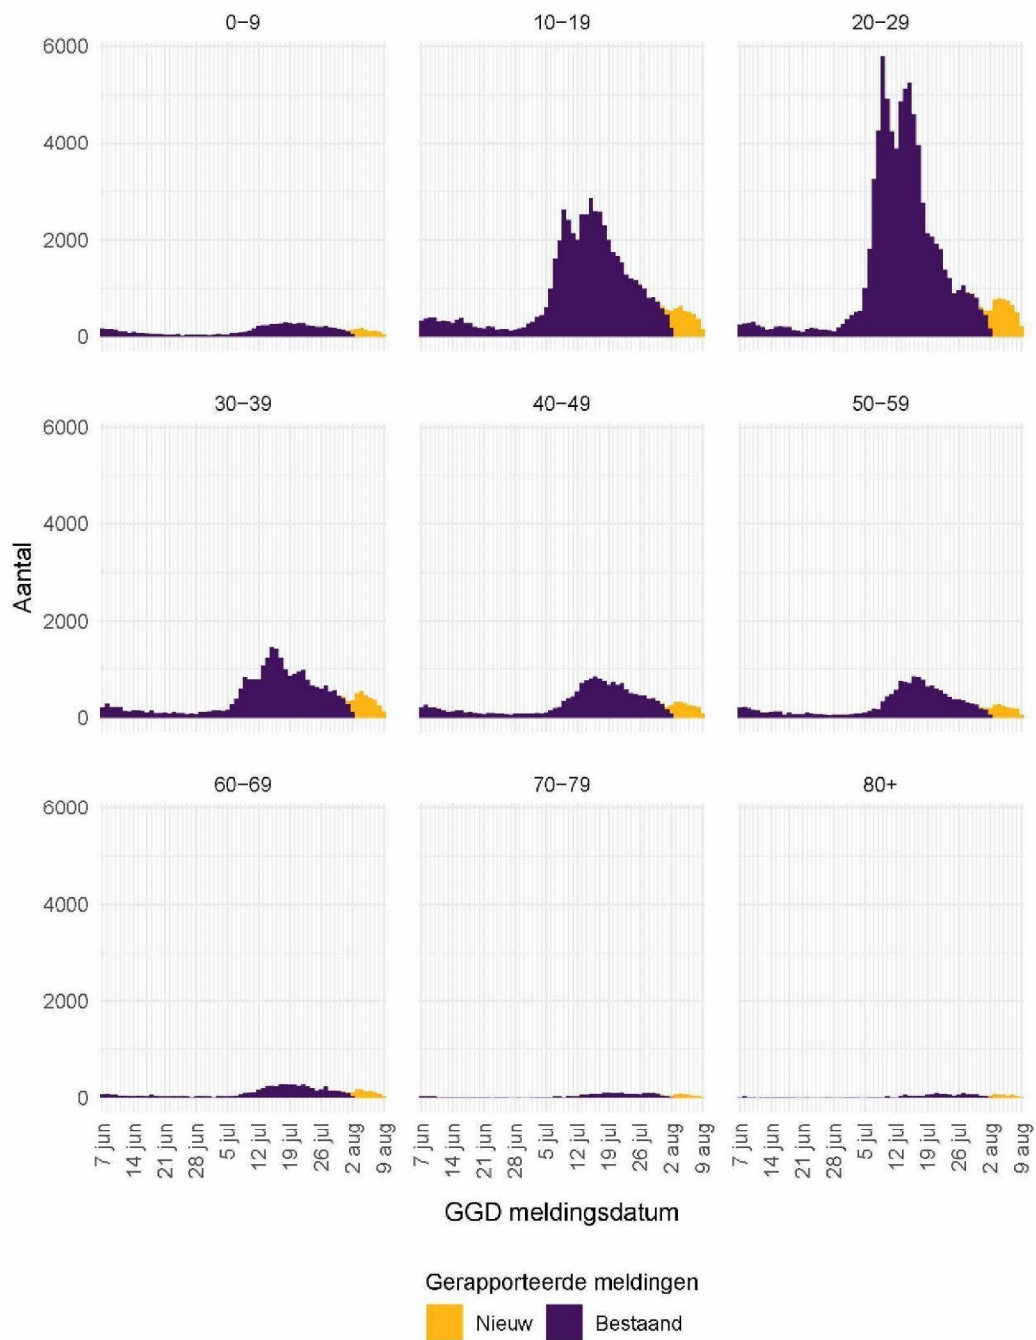 0−9 10−19 20−29
6000
4000
2000
0
30−39 40−49 50−59
6000
4000
2000
0
Aantal
60−69 70−79 80+
6000
4000
2000
0
7 jun 14 jun 21 jun 28 jun 5 jul 12 jul 19 jul 26 jul 2 aug 9 aug 7 jun 14 jun 21 jun 28 jun 5 jul 12 jul 19 jul 26 jul 2 aug 9 aug 7 jun 14 jun 21 jun 28 jun 5 jul 12 jul 19 jul 26 jul 2 aug 9 aug
GGD meldingsdatum
Gerapporteerde meldingen
Nieuw Bestaand